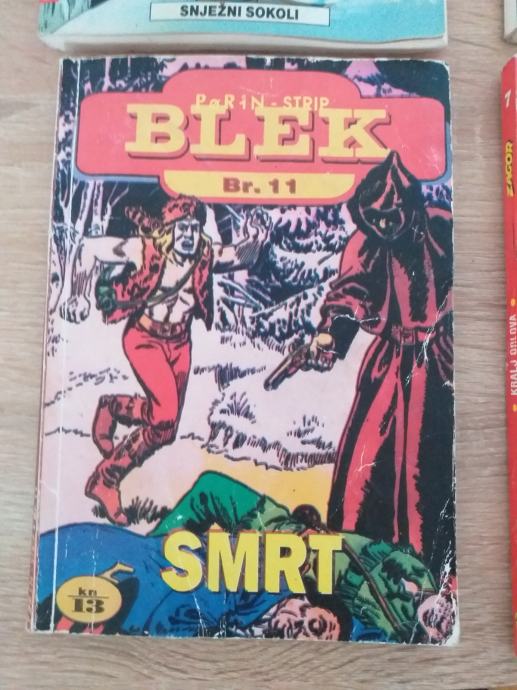 SNJEŽNI SOKOLI
PaRiN - STRIP
BLEK
Br. 11
SMRT
kn
13
ZAGOR
KRALJ ORLOVA